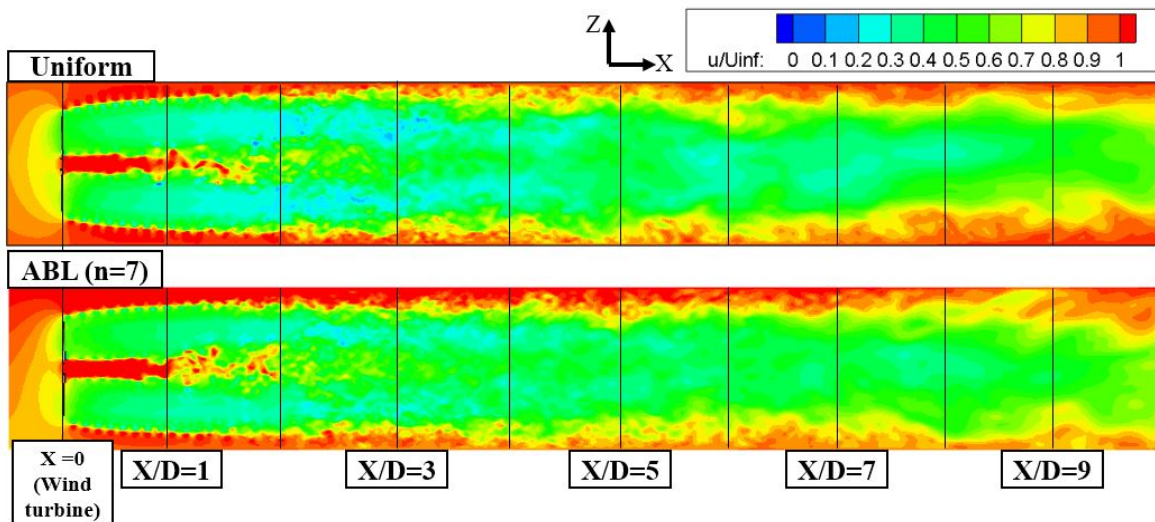 Z
X
u/Uinf: 0 0.1 0.2 0.3 0.4 0.5 0.6 0.7 0.8 0.9 1
Uniform
ABL (n=7)
X =0
(Wind
turbine)
X/D=1
X/D=3
X/D=5
X/D=7
X/D=9